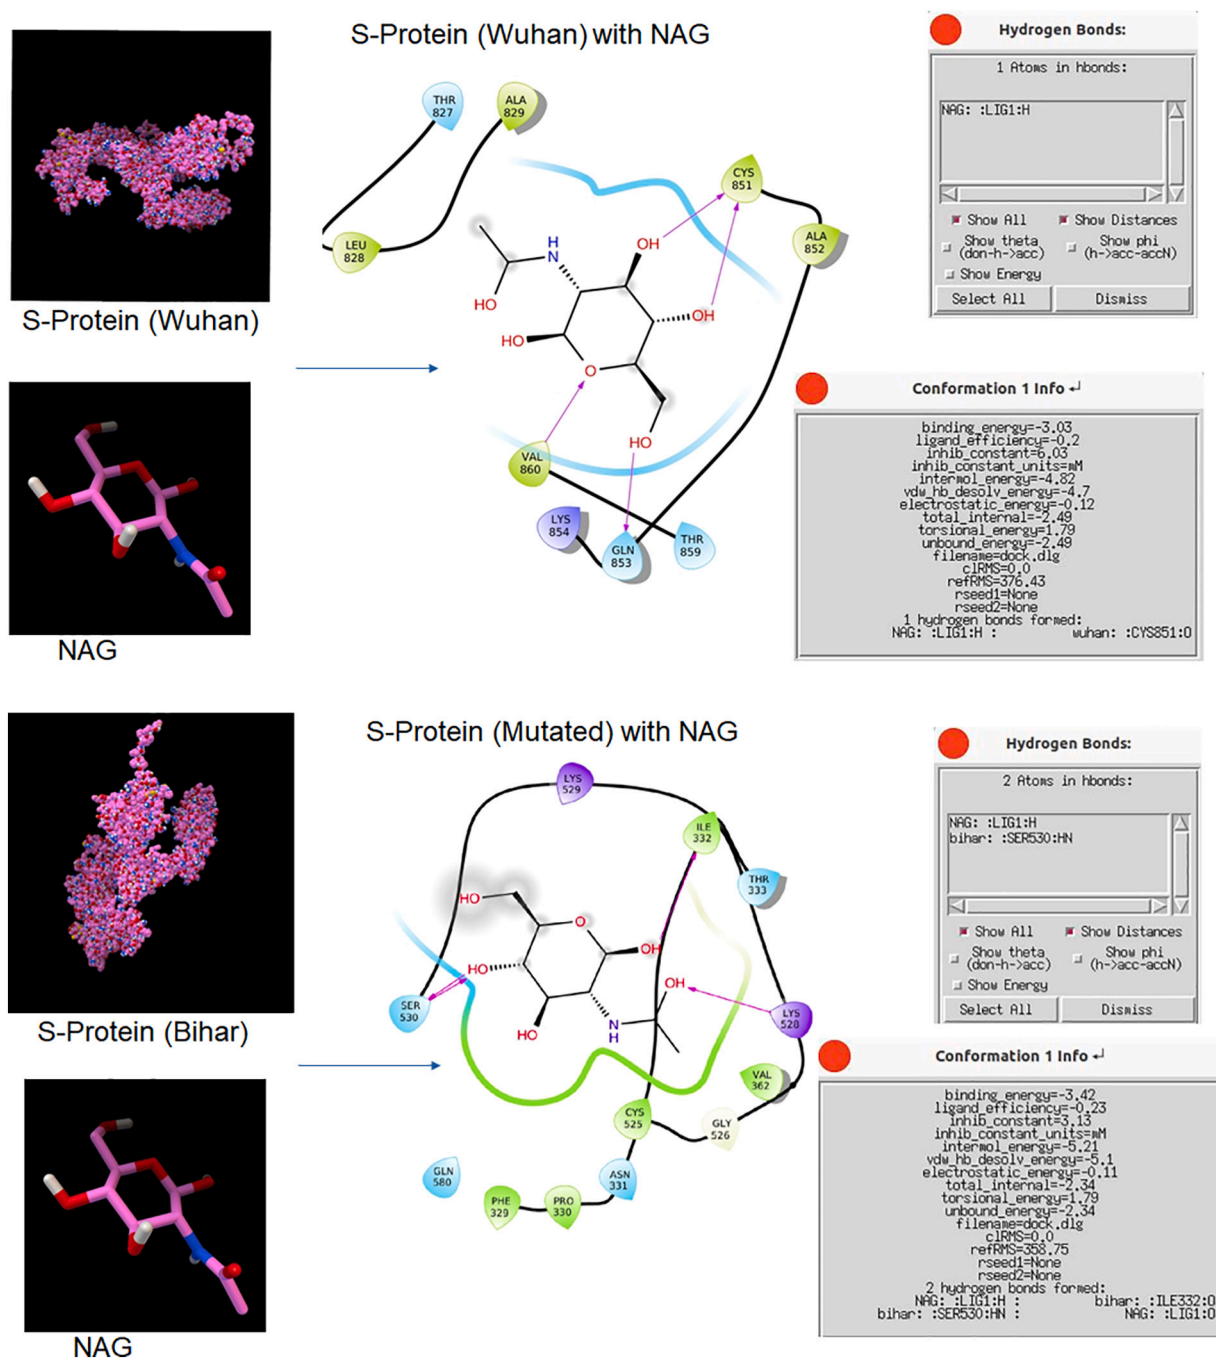 S-Protein (Wuhan) with NAG
THR
827
ALA
829
LEU
828
CYS
851
ALA
852
OH
H
N
HO
OH
HO
O
HO
VAL
860
LYS
854
GLN
853
THR
859
S-Protein (Wuhan)
NAG
Hydrogen Bonds:
1 Atoms in hbonds:
NAG: :LIG1:H
Show All
Show Distances
Show theta
(don-h->acc)
Show phi
(h->acc-accN)
Show Energy
Select All
Dismiss
Conformation 1 Info ↵
binding_energy=-3.03
ligand_efficiency=-0.2
inhib_constant=6.03
inhib_constant_units=mM
intermol_energy=-4.82
vdw_hb_desolv_energy=-4.7
electrostatic_energy=-0.12
total_internal=-2.49
torsional_energy=1.79
unbound_energy=-2.49
filename=dock.dlg
clRMS=0.0
refRMS=376.43
rseed1=None
rseed2=None
1 hydrogen bonds formed:
NAG: :LIG1:H : wuhan: :CYS851:O
S-Protein (Mutated) with NAG
LYS
529
ILE
332
THR
333
HO
O
HO
OH
OH
HO
N
H
SER
530
LYS
528
VAL
362
CYS
525
GLY
526
GLN
580
ASN
331
PHE
329
PRO
330
S-Protein (Bihar)
NAG
Hydrogen Bonds:
2 Atoms in hbonds:
NAG: :LIG1:H
bihar: :SER530:HN
Show All
Show Distances
Show theta
(don-h->acc)
Show phi
(h->acc-accN)
Show Energy
Select All
Dismiss
Conformation 1 Info ↵
binding_energy=-3.42
ligand_efficiency=-0.23
inhib_constant=3.13
inhib_constant_units=mM
intermol_energy=-5.21
vdw_hb_desolv_energy=-5.1
electrostatic_energy=-0.11
total_internal=-2.34
torsional_energy=1.79
unbound_energy=-2.34
filename=dock.dlg
clRMS=0.0
refRMS=358.75
rseed1=None
rseed2=None
2 hydrogen bonds formed:
NAG: :LIG1:H : bihar: :ILE332:O
bihar: :SER530:HN : NAG: :LIG1:O